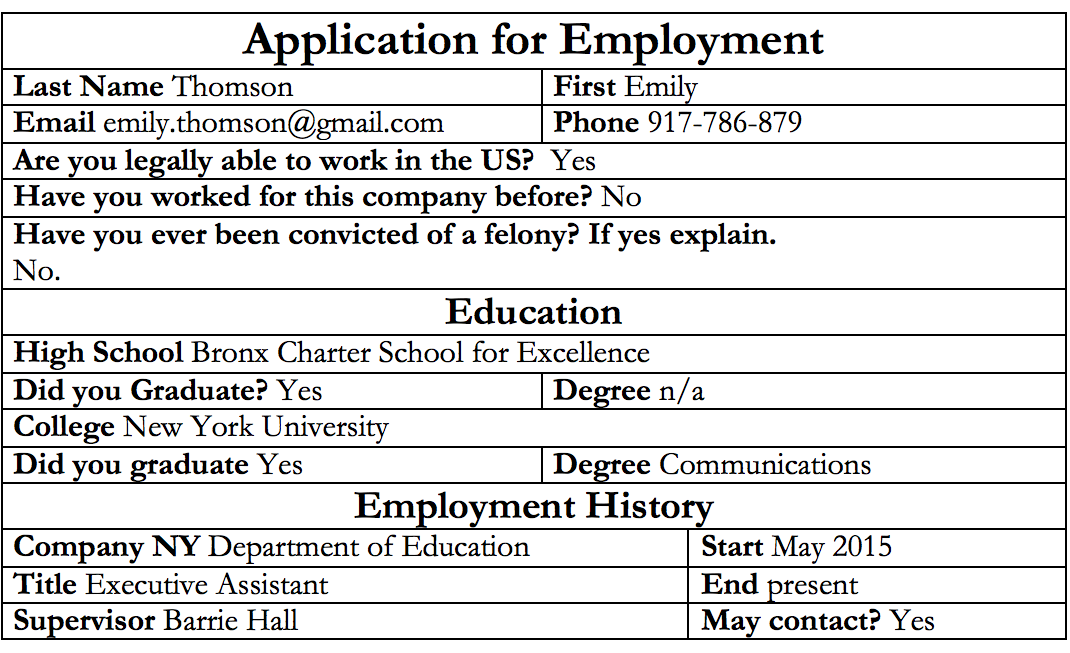 Application for Employment
Last Name Thomson First Emily
Email emily.thomson@gmail.com Phone 917-786-879
Are you legally able to work in the US? Yes
Have you worked for this company before? No
Have you ever been convicted of a felony? If yes explain.
No.
Education
High School Bronx Charter School for Excellence
Did you Graduate? Yes Degree n/a
College New York University
Did you graduate Yes Degree Communications
Employment History
Company NY Department of Education Start May 2015
Title Executive Assistant End present
Supervisor Barrie Hall May contact? Yes